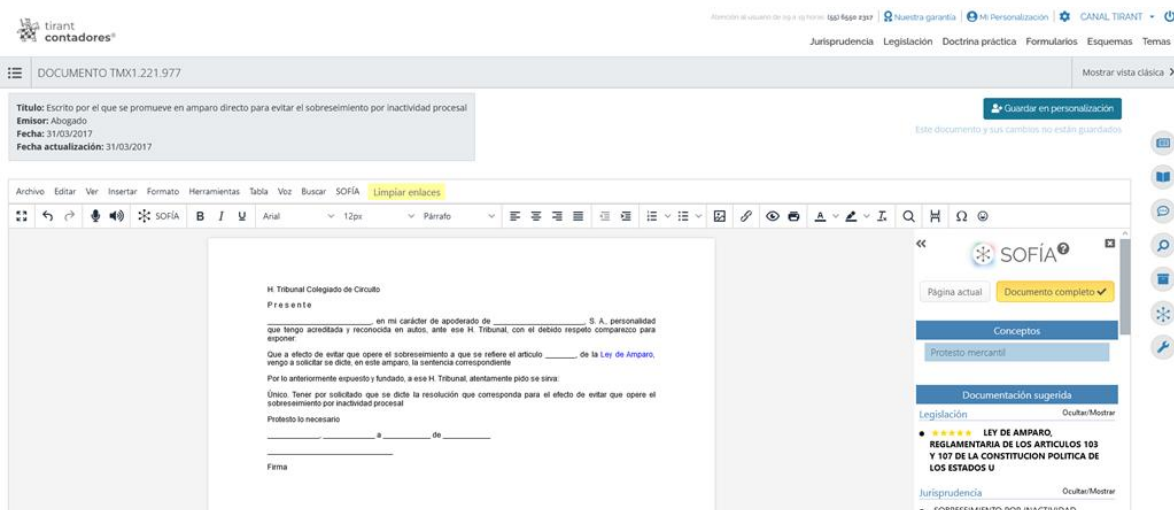 tirant
contadores®
Atención al usuario de 09 a 19 horas: (55) 6550 2317 Nuestra garantía Mi Personalización CANAL TIRANT
Jurisprudencia Legislación Doctrina práctica Formularios Esquemas Temas
DOCUMENTO TMX1.221.977 Mostrar vista clásica
Título: Escrito por el que se promueve en amparo directo para evitar el sobreseimiento por inactividad procesal
Emisor: Abogado
Fecha: 31/03/2017
Fecha actualización: 31/03/2017
Guardar en personalización
Este documento y sus cambios no están guardados
Archivo Editar Ver Insertar Formato Herramientas Tabla Voz Buscar SOFÍA Limpiar enlaces
SOFÍA B I U Arial 12px Párrafo
SOFÍA
Página actual Documento completo
Conceptos
Protesto mercantil
Documentación sugerida
Legislación Ocultar/Mostrar
LEY DE AMPARO,
REGLAMENTARIA DE LOS ARTICULOS 103
Y 107 DE LA CONSTITUCION POLITICA DE
LOS ESTADOS U
Jurisprudencia Ocultar/Mostrar
SOBRESEIMIENTO POR INACTIVIDAD
H. Tribunal Colegiado de Circuito
Presente
____________, en mi carácter de apoderado de ____________, S. A., personalidad
que tengo acreditada y reconocida en autos, ante ese H. Tribunal, con el debido respeto comparezco para
exponer:
Que a efecto de evitar que opere el sobreseimiento a que se refiere el artículo ______, de la Ley de Amparo,
vengo a solicitar se dicte, en este amparo, la sentencia correspondiente
Por lo anteriormente expuesto y fundado, a ese H. Tribunal, atentamente pido se sirva:
Único. Tener por solicitado que se dicte la resolución que corresponda para el efecto de evitar que opere el
sobreseimiento por inactividad procesal
Protesto lo necesario
____________, ____________ a ____________ de ____________
Firma